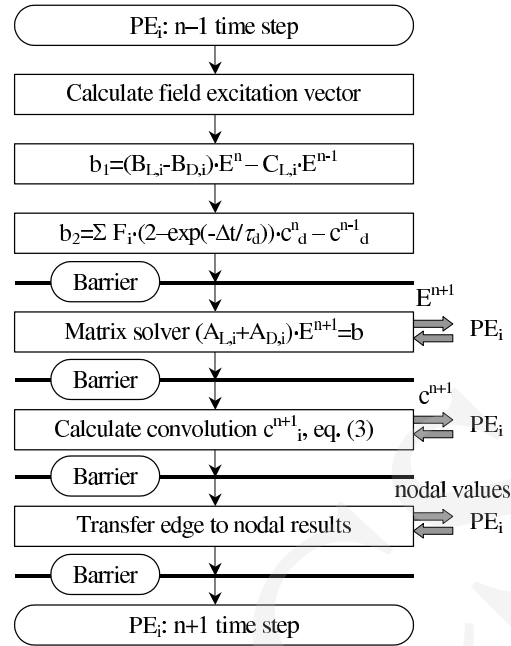 PEᵢ: n–1 time step
Calculate field excitation vector
b₁=(B_L,i-B_D,i)·Eⁿ – C_L,i·Eⁿ⁻¹
b₂=Σ Fᵢ·(2–exp(-Δt/τ_d))·cⁿ_d – cⁿ⁻¹_d
Barrier
Eⁿ⁺¹
Matrix solver (A_L,i+A_D,i)·Eⁿ⁺¹=b
PEᵢ
Barrier
cⁿ⁺¹
Calculate convolution cⁿ⁺¹ᵢ, eq. (3)
PEᵢ
Barrier
nodal values
Transfer edge to nodal results
PEᵢ
Barrier
PEᵢ: n+1 time step